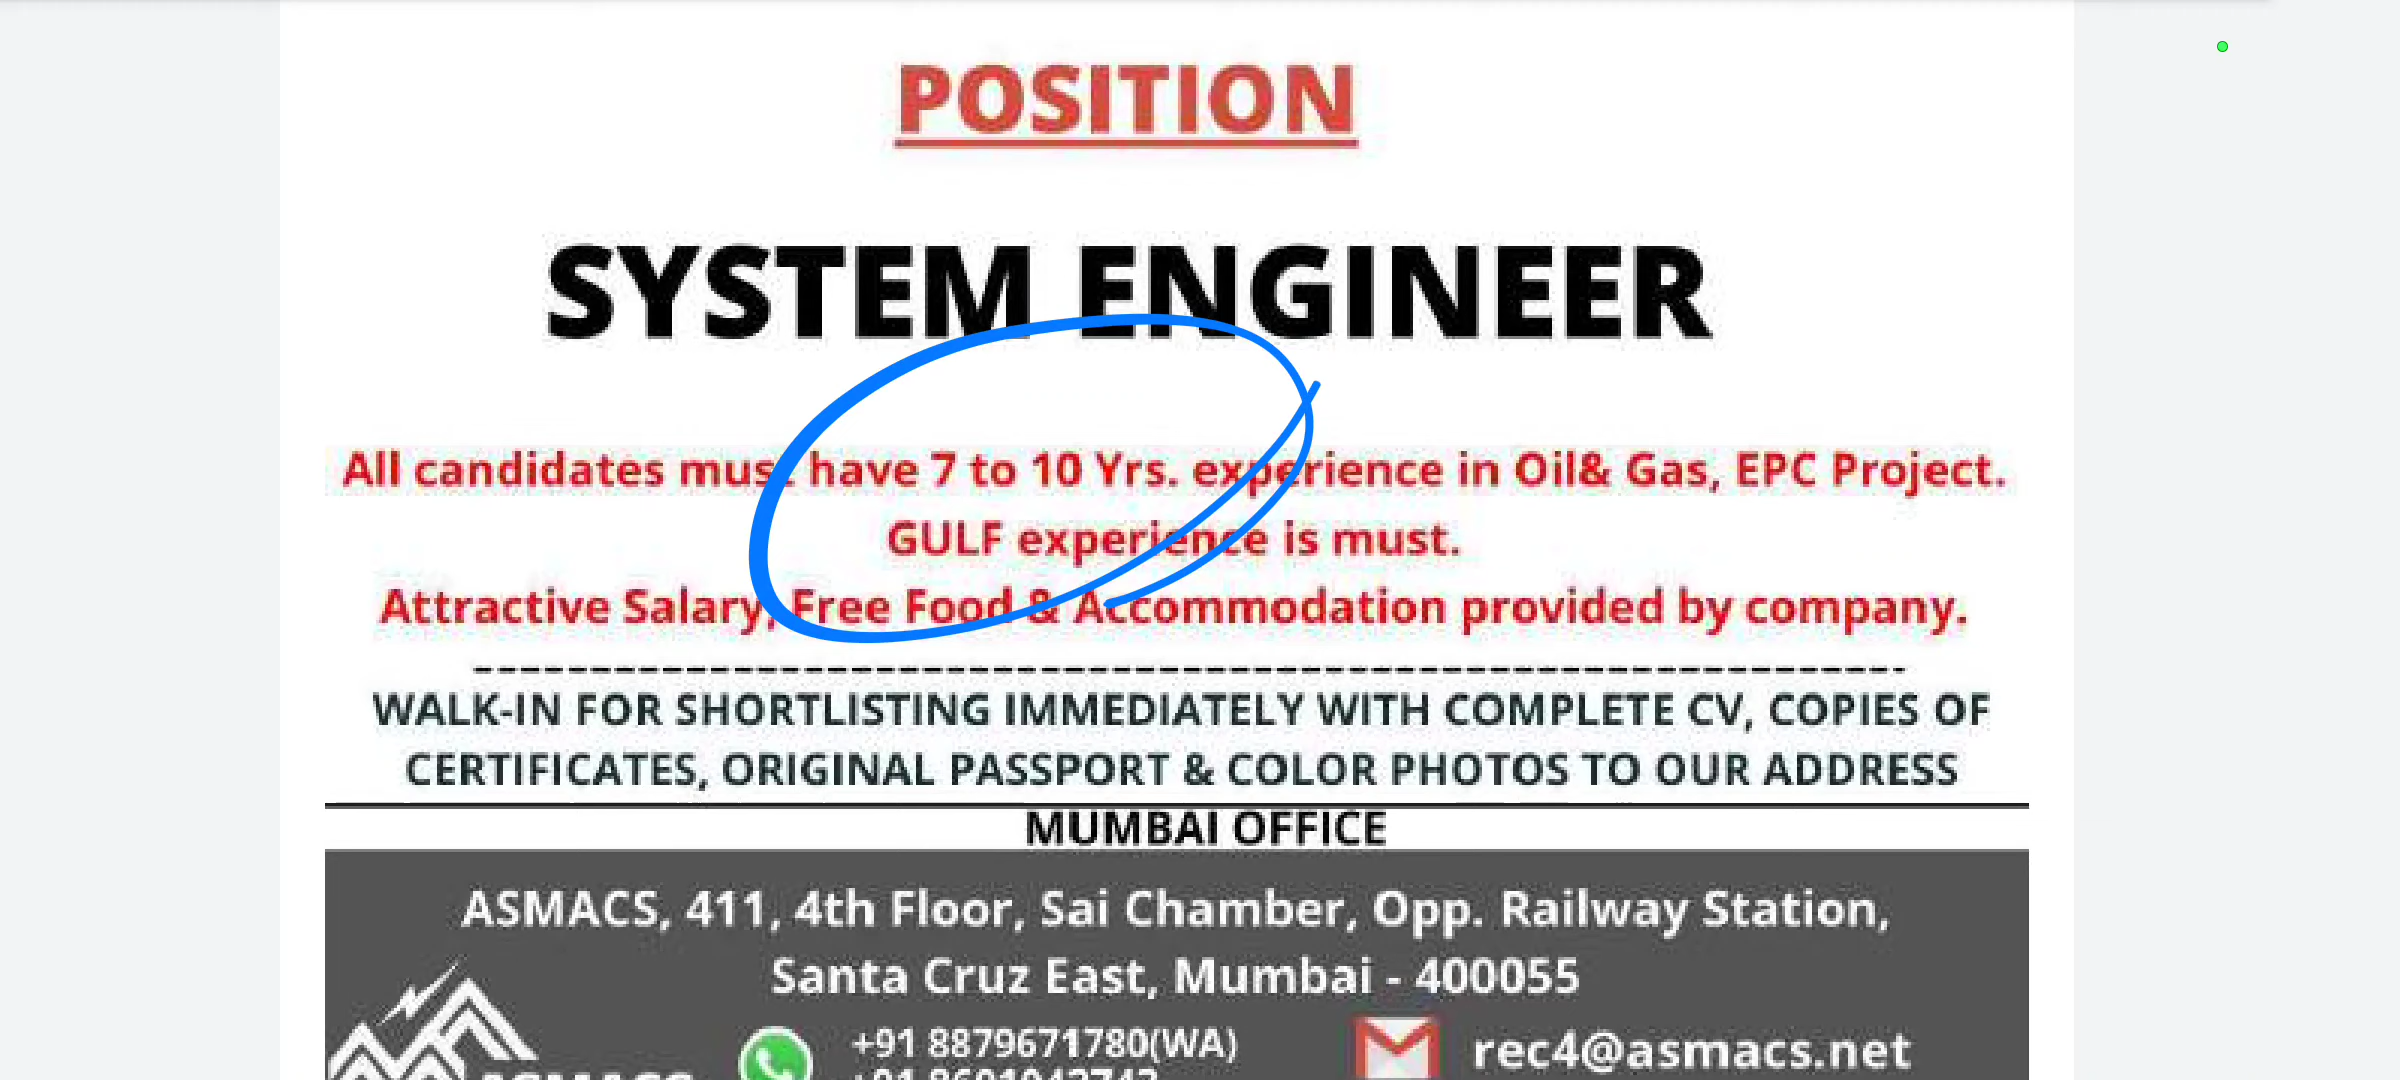 POSITION
SYSTEM ENGINEER
All candidates must have 7 to 10 Yrs. experience in Oil& Gas, EPC Project.
GULF experience is must.
Attractive Salary, Free Food & Accommodation provided by company.
WALK-IN FOR SHORTLISTING IMMEDIATELY WITH COMPLETE CV, COPIES OF
CERTIFICATES, ORIGINAL PASSPORT & COLOR PHOTOS TO OUR ADDRESS
MUMBAI OFFICE
ASMACS, 411, 4th Floor, Sai Chamber, Opp. Railway Station,
Santa Cruz East, Mumbai - 400055
+91 8879671780(WA)
rec4@asmacs.net
ASMACS